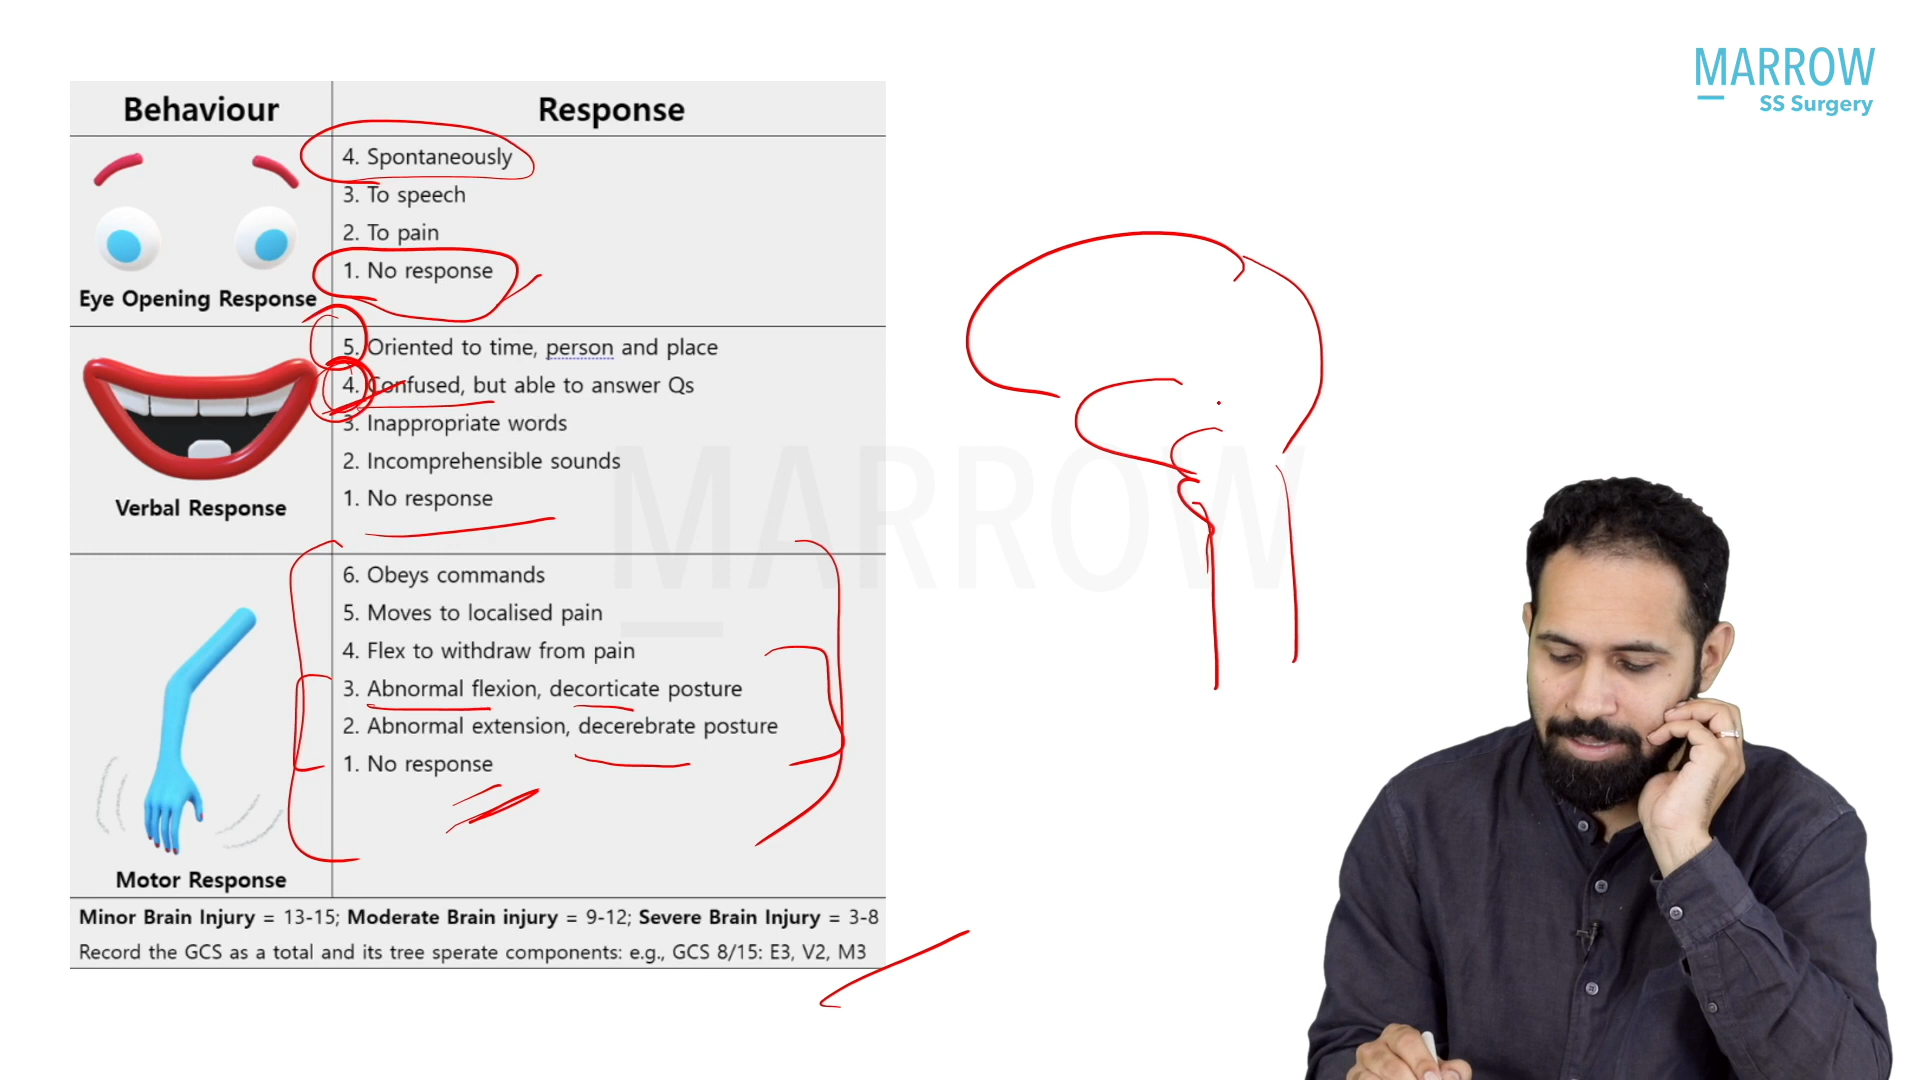 MARROW
SS Surgery
Behaviour
Response
4. Spontaneously
3. To speech
2. To pain
1. No response
Eye Opening Response
5. Oriented to time, person and place
4. Confused, but able to answer Qs
3. Inappropriate words
2. Incomprehensible sounds
1. No response
Verbal Response
6. Obeys commands
5. Moves to localised pain
4. Flex to withdraw from pain
3. Abnormal flexion, decorticate posture
2. Abnormal extension, decerebrate posture
1. No response
Motor Response
Minor Brain Injury = 13-15; Moderate Brain injury = 9-12; Severe Brain Injury = 3-8
Record the GCS as a total and its tree sperate components: e.g., GCS 8/15: E3, V2, M3
MARROW